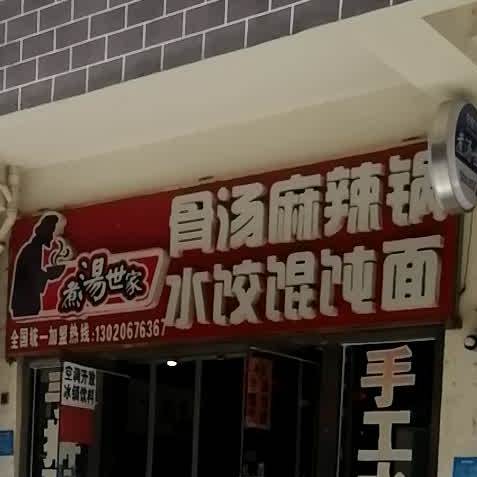 骨汤麻辣锅
水饺馄饨面
煮汤世家
全国统一加盟热线:13020676367
空调开放
冰镇饮料
手工